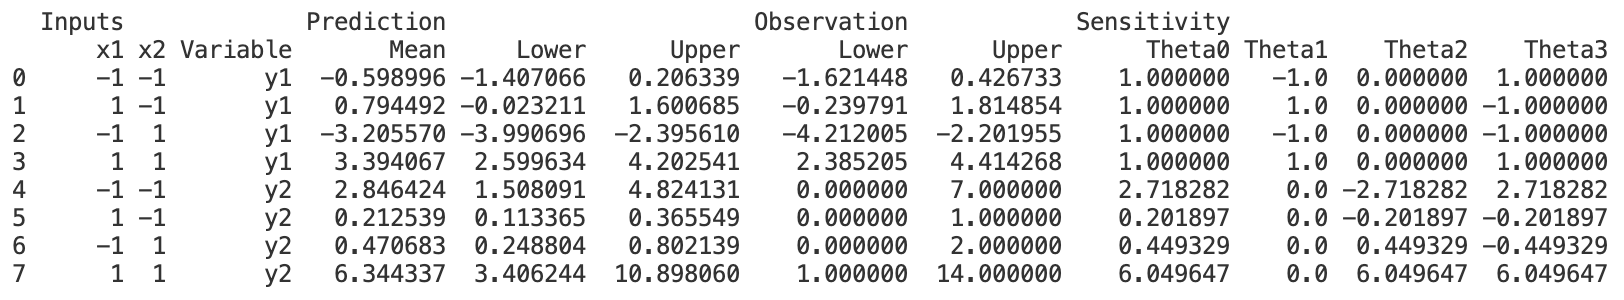 Inputs Prediction Observation Sensitivity
x1 x2 Variable Mean Lower Upper Lower Upper Theta0 Theta1 Theta2 Theta3
0 −1 −1 y1 −0.598996 −1.407066 0.206339 −1.621448 0.426733 1.000000 −1.0 0.000000 1.000000
1 1 −1 y1 0.794492 −0.023211 1.600685 −0.239791 1.814854 1.000000 1.0 0.000000 −1.000000
2 −1 1 y1 −3.205570 −3.990696 −2.395610 −4.212005 −2.201955 1.000000 −1.0 0.000000 −1.000000
3 1 1 y1 3.394067 2.599634 4.202541 2.385205 4.414268 1.000000 1.0 0.000000 1.000000
4 −1 −1 y2 2.846424 1.508091 4.824131 0.000000 7.000000 2.718282 0.0 −2.718282 2.718282
5 1 −1 y2 0.212539 0.113365 0.365549 0.000000 1.000000 0.201897 0.0 −0.201897 −0.201897
6 −1 1 y2 0.470683 0.248804 0.802139 0.000000 2.000000 0.449329 0.0 0.449329 −0.449329
7 1 1 y2 6.344337 3.406244 10.898060 1.000000 14.000000 6.049647 0.0 6.049647 6.049647